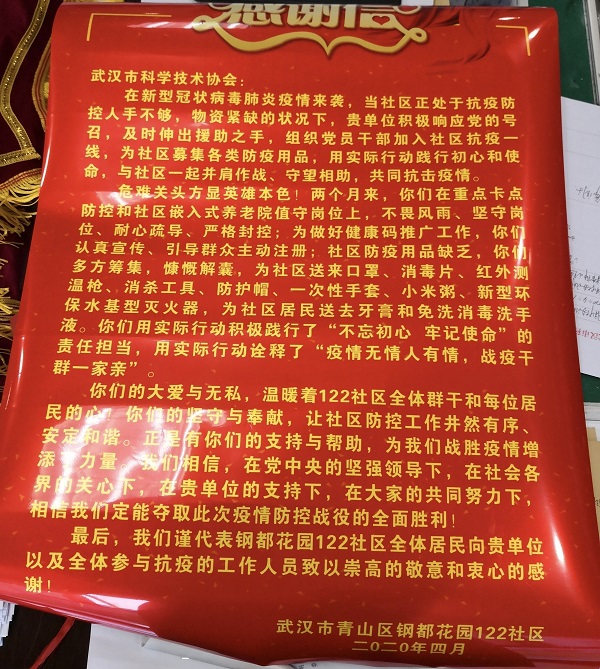 感谢信
武汉市科学技术协会：
在新型冠状病毒肺炎疫情来袭，当社区正处于抗疫防
控人手不够，物资紧缺的状况下，贵单位积极响应党的号
召，及时伸出援助之手，组织党员干部加入社区抗疫一
线，为社区募集各类防疫用品，用实际行动践行初心和使
命，与社区一起并肩作战、守望相助，共同抗击疫情。
危难关头方显英雄本色！两个月来，你们在重点卡点
防控和社区嵌入式养老院值守岗位上，不畏风雨、坚守岗
位、耐心疏导、严格封控；为做好健康码推广工作，你们
认真宣传、引导群众主动注册；社区防疫用品缺乏，你们
多方筹集，慷慨解囊，为社区送来口罩、消毒片、红外测
温枪、消杀工具、防护帽、一次性手套、小米粥、新型环
保水基型灭火器，为社区居民送去牙膏和免洗消毒洗手
液。你们用实际行动积极践行了“不忘初心 牢记使命”的
责任担当，用实际行动诠释了“疫情无情人有情，战疫干
群一家亲”。
你们的大爱与无私，温暖着122社区全体群干和每位居
民的心！你们的坚守与奉献，让社区防控工作井然有序、
安定和谐。正是有你们的支持与帮助，为我们战胜疫情增
添了力量。我们相信，在党中央的坚强领导下，在社会各
界的关心下，在贵单位的支持下，在大家的共同努力下，
相信我们定能夺取此次疫情防控战役的全面胜利！
最后，我们谨代表钢都花园122社区全体居民向贵单位
以及全体参与抗疫的工作人员致以崇高的敬意和衷心的感
谢！
武汉市青山区钢都花园122社区
二〇二〇年四月